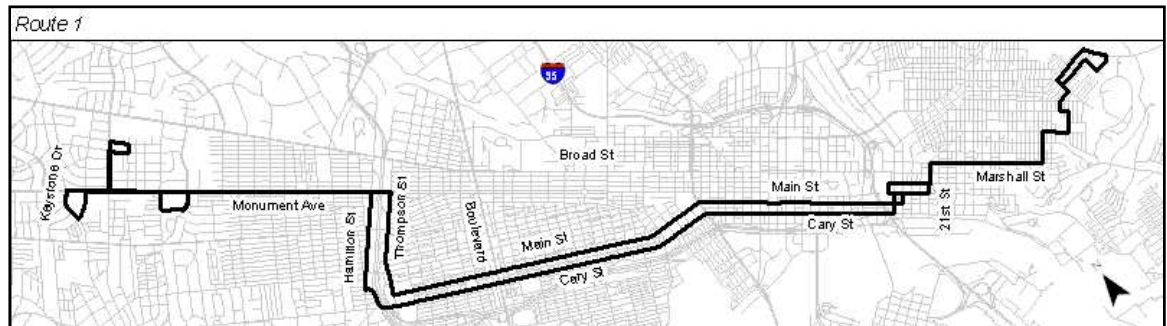 Route 1
95
Broad St
Keystone Dr
Monument Ave
Hamilton St
Thompson St
Boulevard
Main St
Cary St
Main St
Cary St
21st St
Marshall St